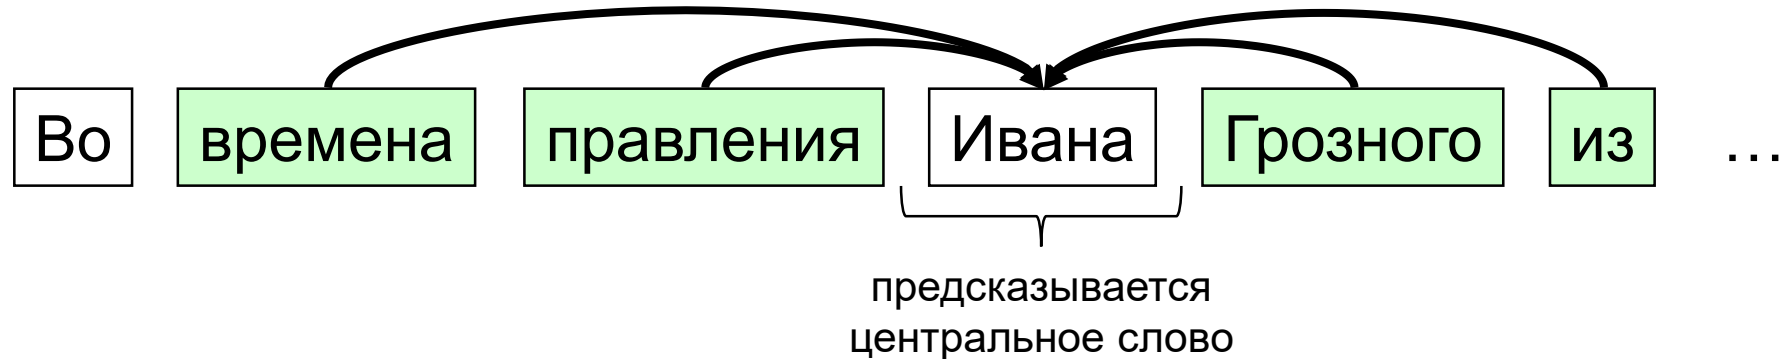 Во времена правления Ивана Грозного из …
предсказывается
центральное слово